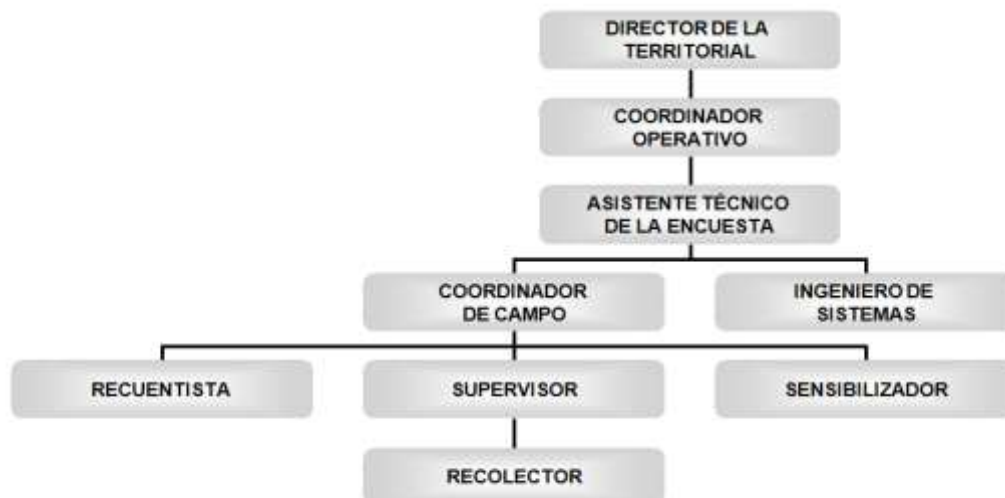 DIRECTOR DE LA
TERRITORIAL
COORDINADOR
OPERATIVO
ASISTENTE TÉCNICO
DE LA ENCUESTA
COORDINADOR
DE CAMPO
INGENIERO DE
SISTEMAS
RECUENTISTA
SUPERVISOR
SENSIBILIZADOR
RECOLECTOR